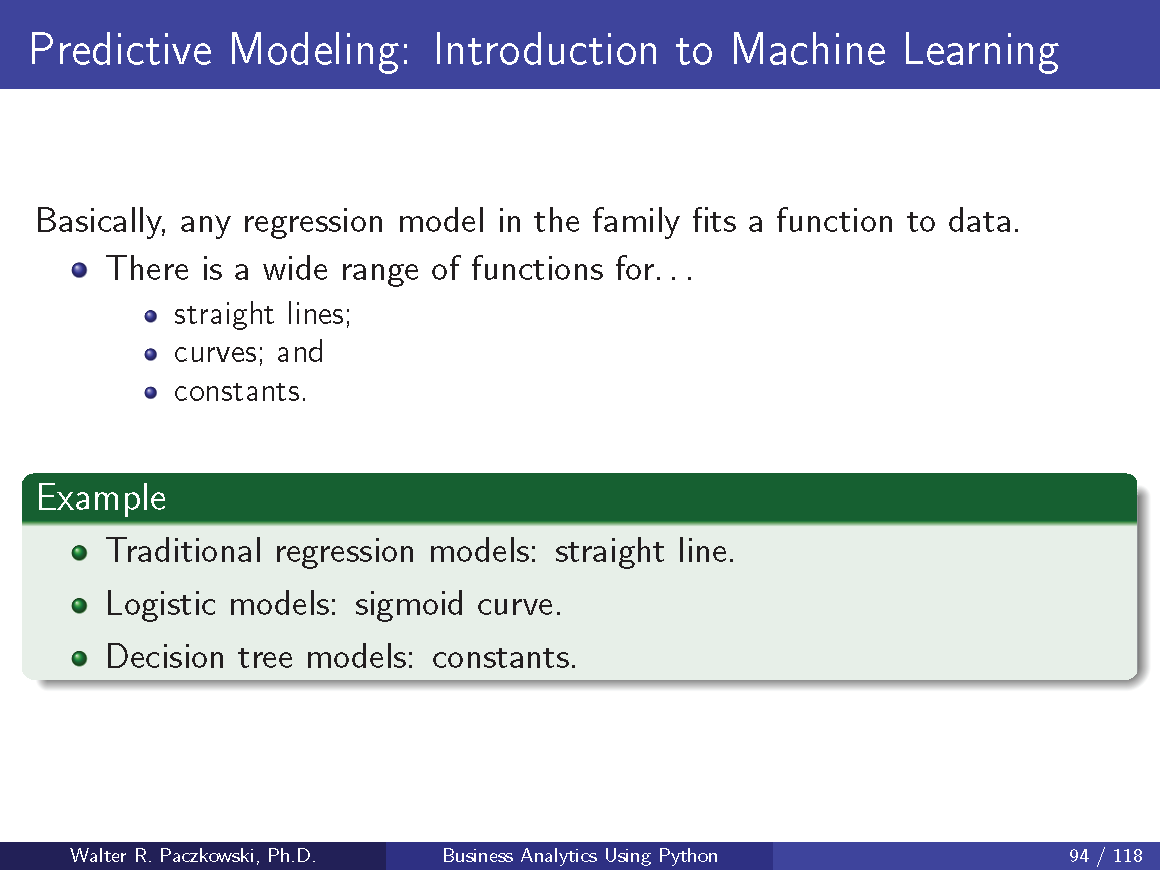 Predictive Modeling: Introduction to Machine Learning
Basically, any regression model in the family fits a function to data.
There is a wide range of functions for. . .
straight lines;
curves; and
constants.
Example
Traditional regression models: straight line.
Logistic models: sigmoid curve.
Decision tree models: constants.
Walter R. Paczkowski, Ph.D. Business Analytics Using Python 94 / 118